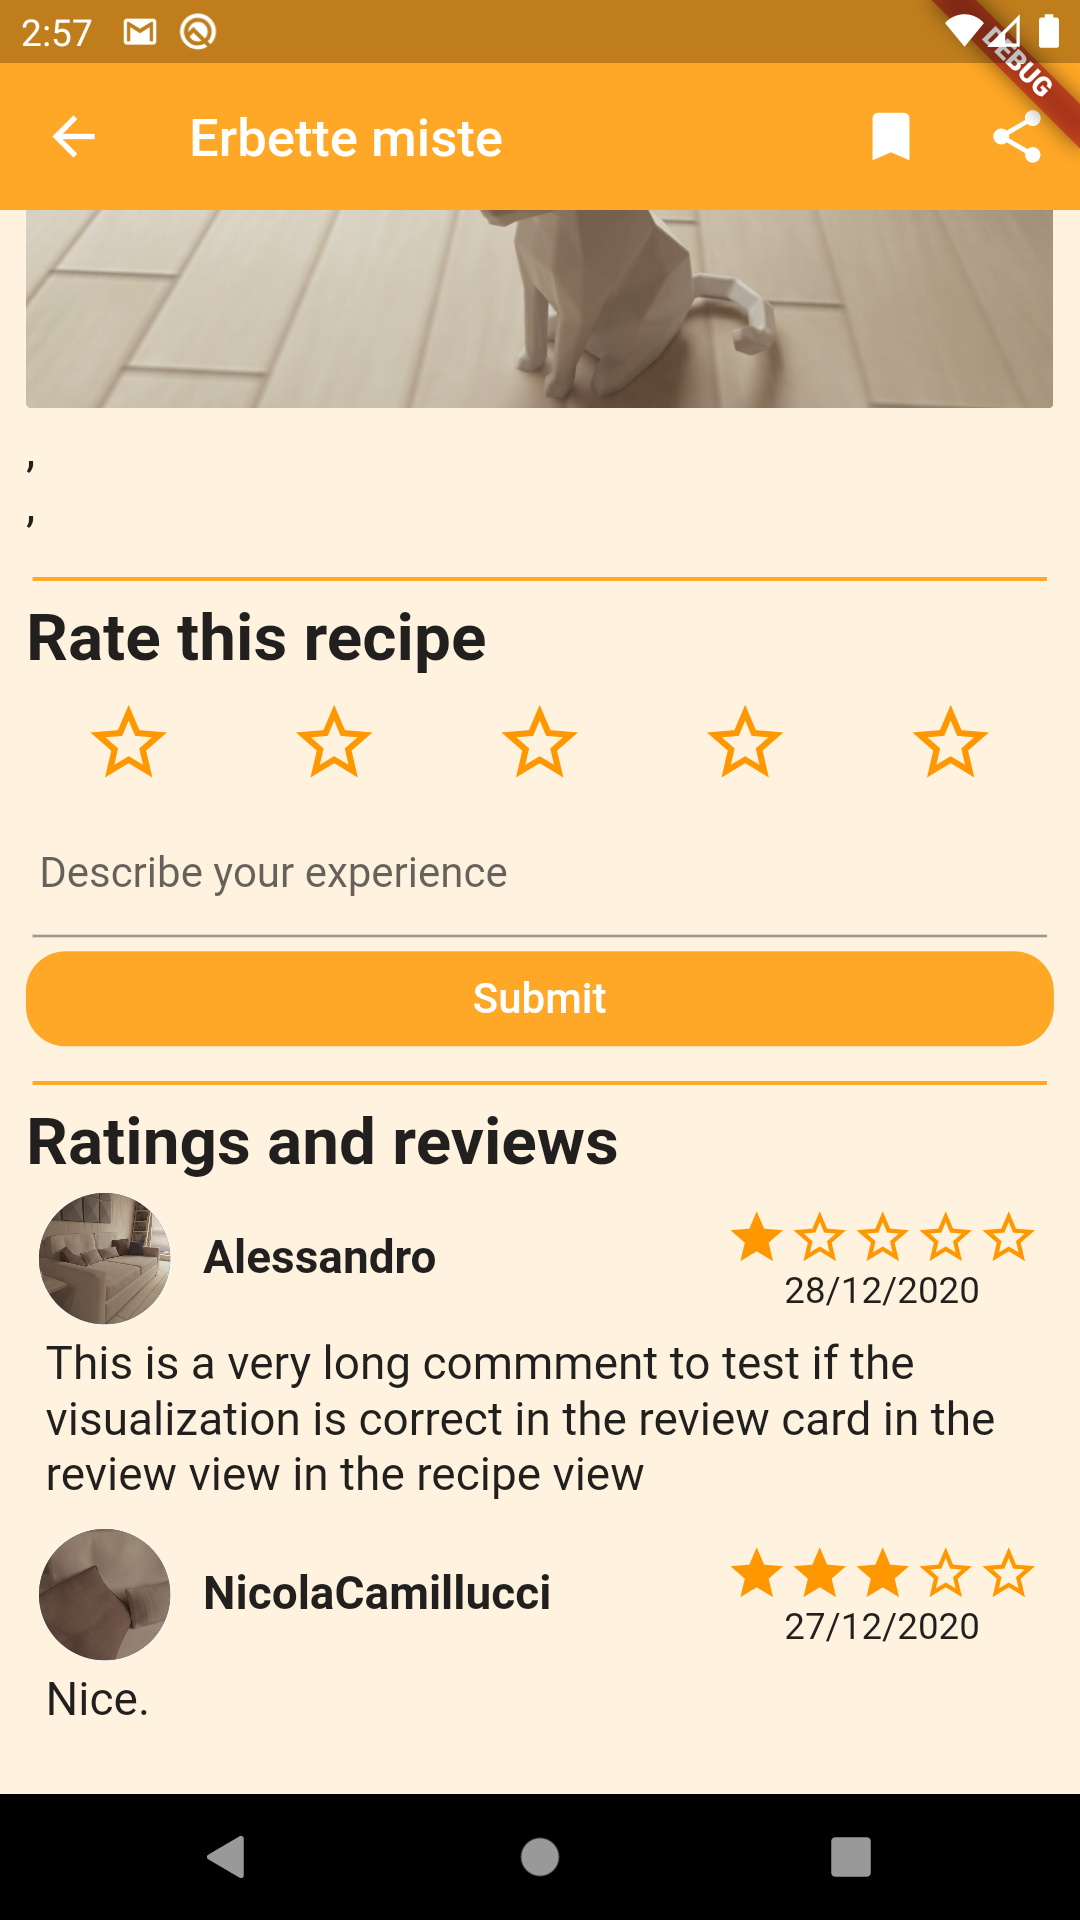 2:57
DEBUG
Erbette miste
,
,
Rate this recipe
Describe your experience
Submit
Ratings and reviews
Alessandro
28/12/2020
This is a very long commment to test if the
visualization is correct in the review card in the
review view in the recipe view
NicolaCamillucci
27/12/2020
Nice.